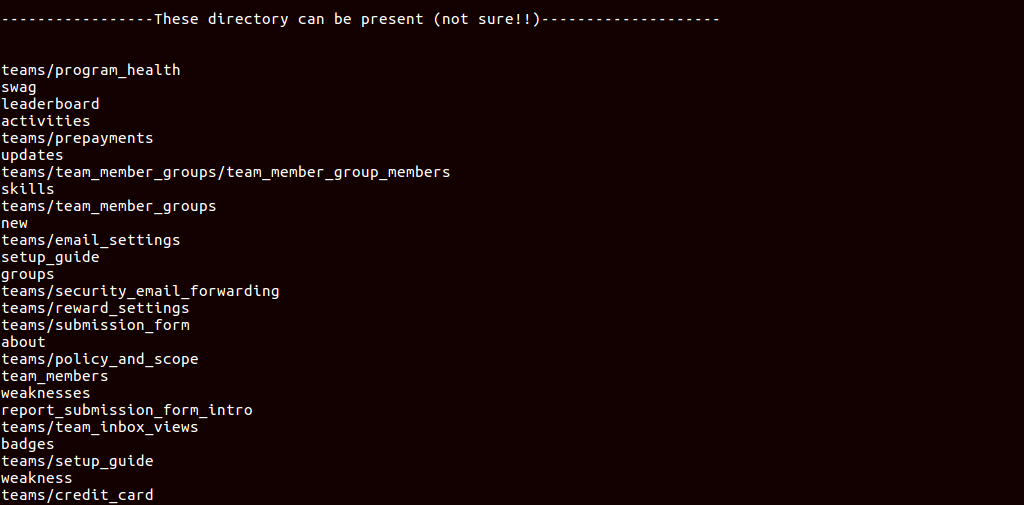 -----------------These directory can be present (not sure!!)--------------------
teams/program_health
swag
leaderboard
activities
teams/prepayments
updates
teams/team_member_groups/team_member_group_members
skills
teams/team_member_groups
new
teams/email_settings
setup_guide
groups
teams/security_email_forwarding
teams/reward_settings
teams/submission_form
about
teams/policy_and_scope
team_members
weaknesses
report_submission_form_intro
teams/team_inbox_views
badges
teams/setup_guide
weakness
teams/credit_card